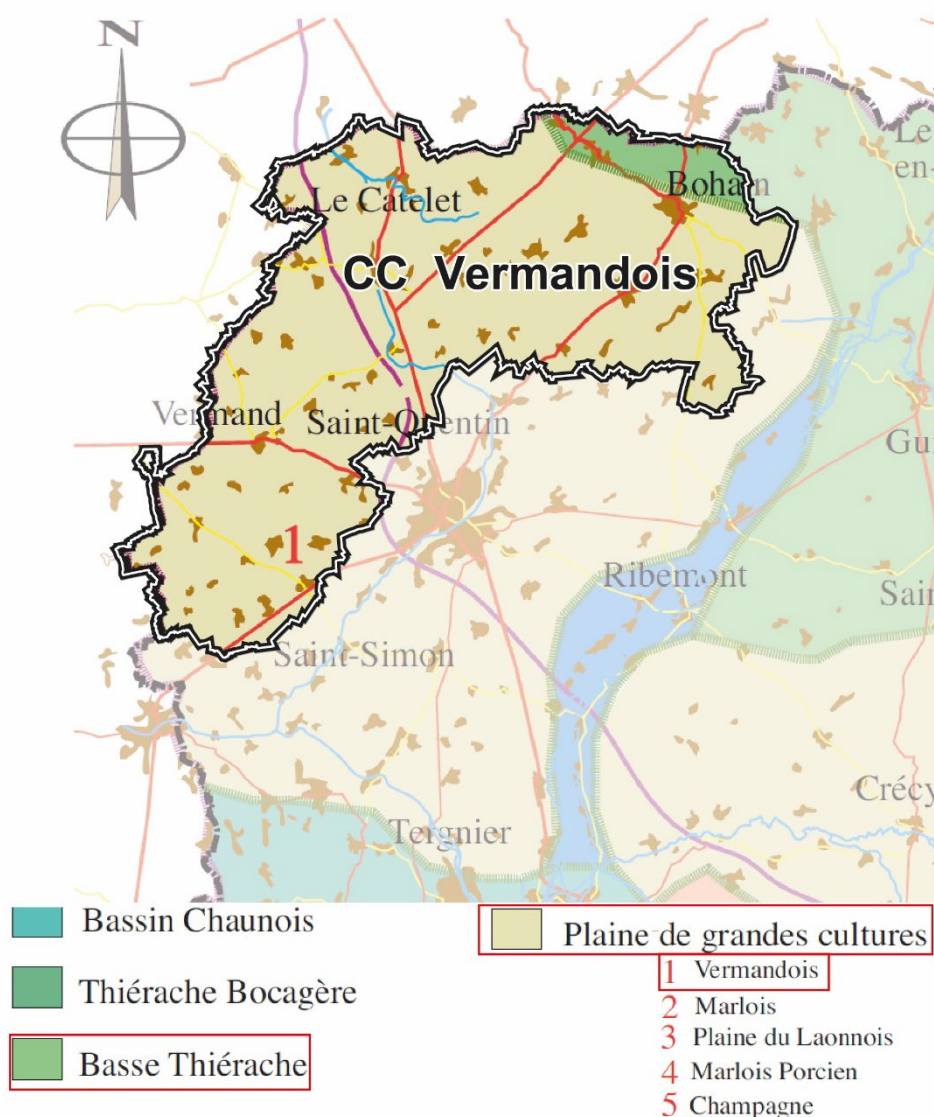 N
Le
en-
Le Catelet
Bohain
CC Vermandois
Vermand
Saint-Quentin
Gui
1
Ribemont
Sain
Saint-Simon
Crécy
Tergnier
Bassin Chaunois
Thiérache Bocagère
Basse Thiérache
Plaine de grandes cultures
1 Vermandois
2 Marlois
3 Plaine du Laonnois
4 Marlois Porcien
5 Champagne